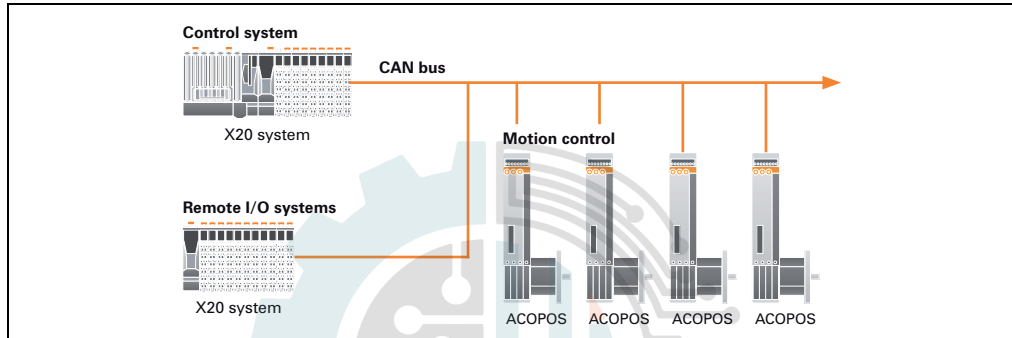 Control system
CAN bus
X20 system
Motion control
Remote I/O systems
X20 system
ACOPOS
ACOPOS
ACOPOS
ACOPOS